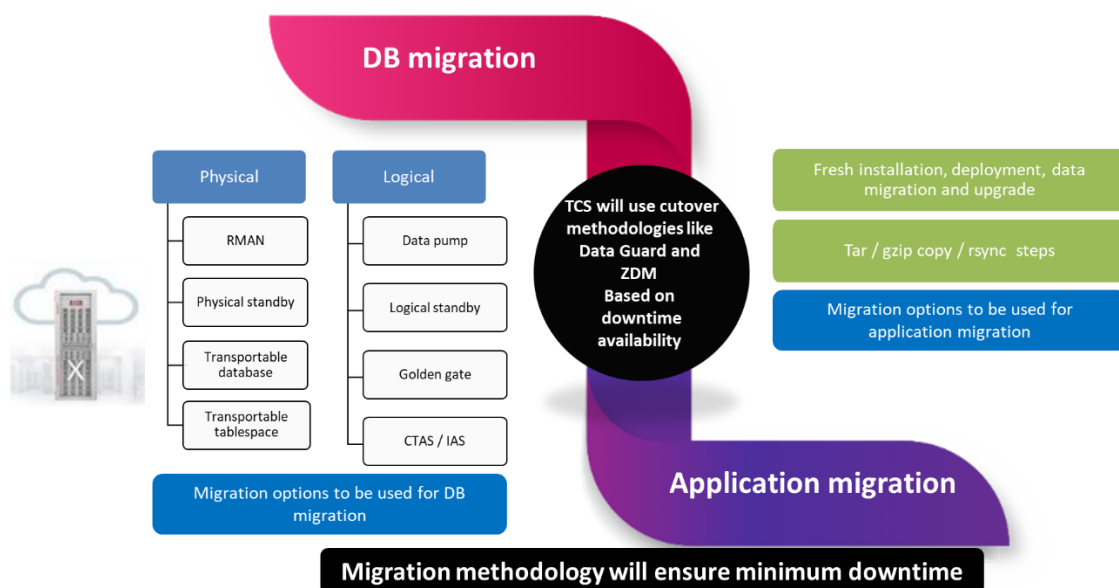 DB migration
Physical
RMAN
Physical standby
Transportable
database
Transportable
tablespace
Logical
Data pump
Logical standby
Golden gate
CTAS / IAS
Migration options to be used for DB
migration
TCS will use cutover
methodologies like
Data Guard and
ZDM
Based on
downtime
availability
Fresh installation, deployment, data
migration and upgrade
Tar / gzip copy / rsync steps
Migration options to be used for
application migration
Application migration
Migration methodology will ensure minimum downtime
X